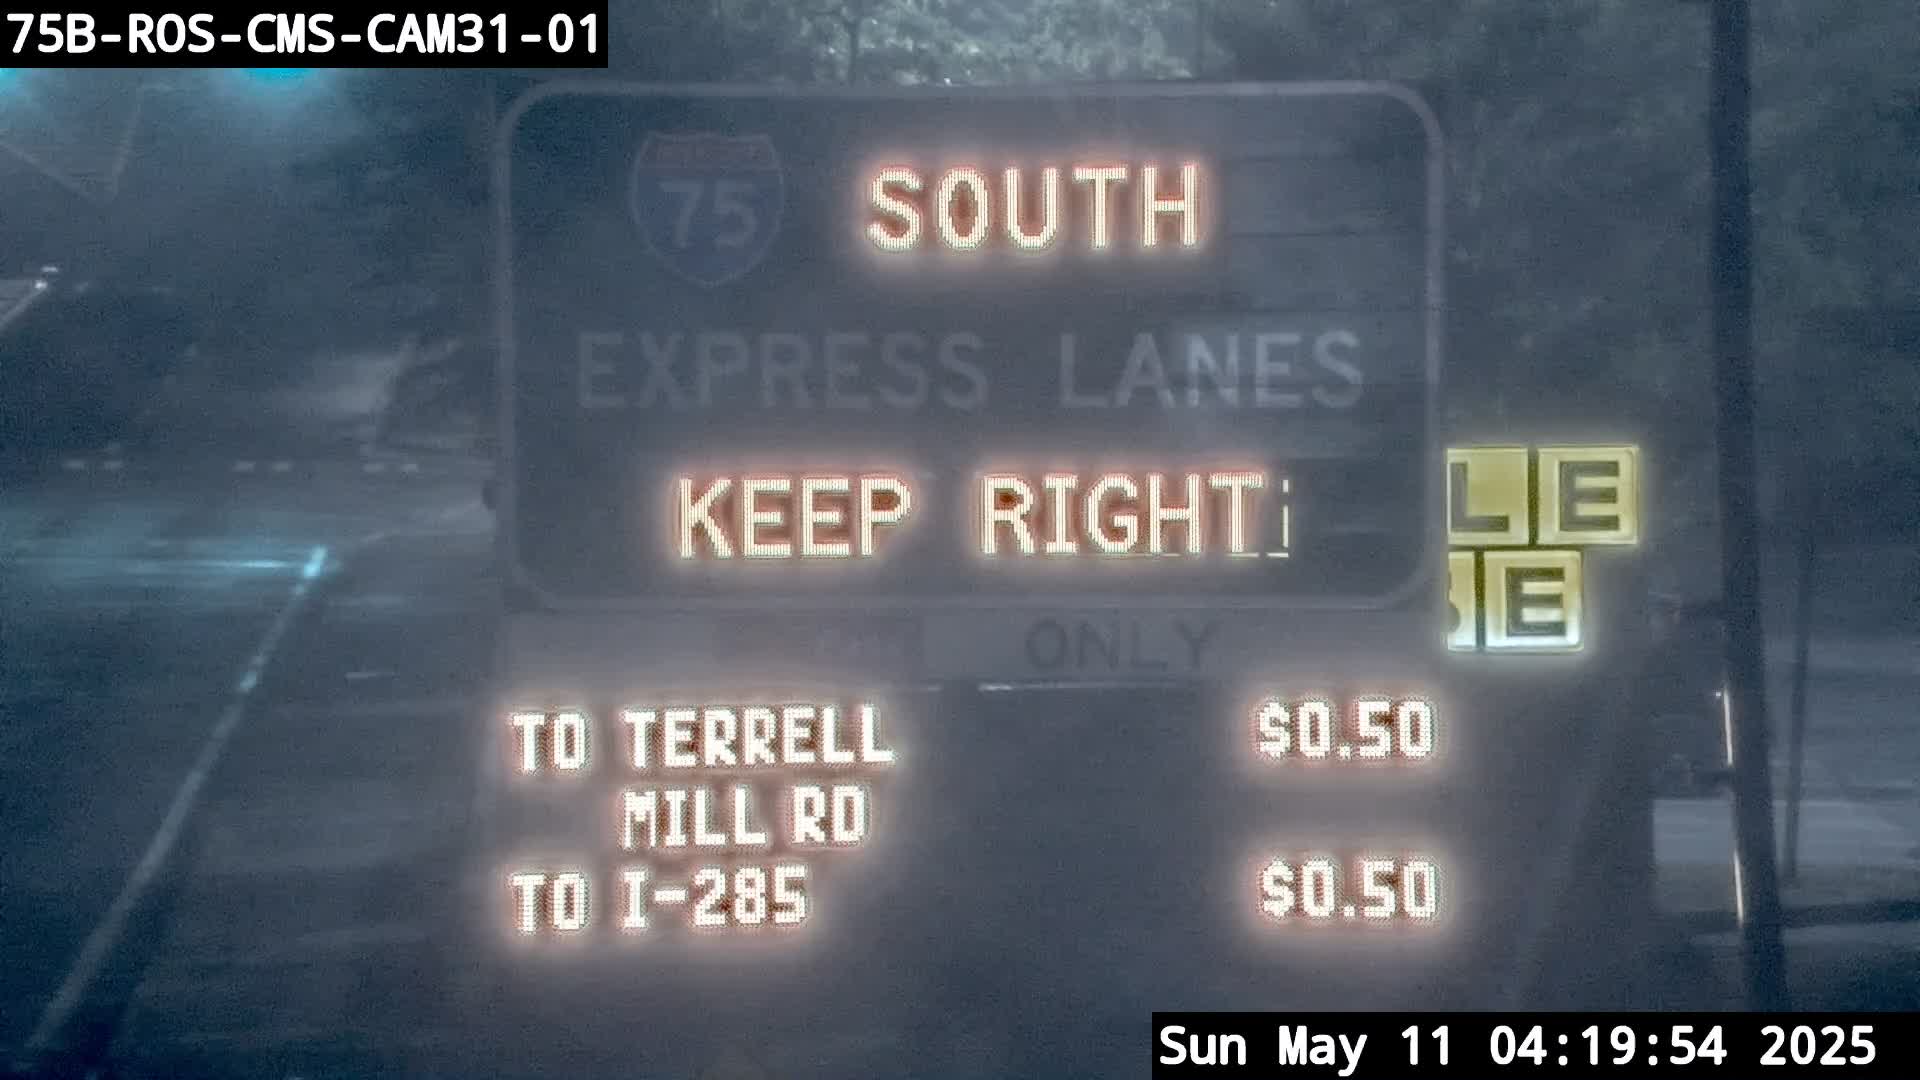 75B-ROS-CMS-CAM31-01
75 SOUTH
EXPRESS LANES
KEEP RIGHT
LE
E
ONLY
TO TERRELL $0.50
MILL RD
TO I-285 $0.50
Sun May 11 04:19:54 2025